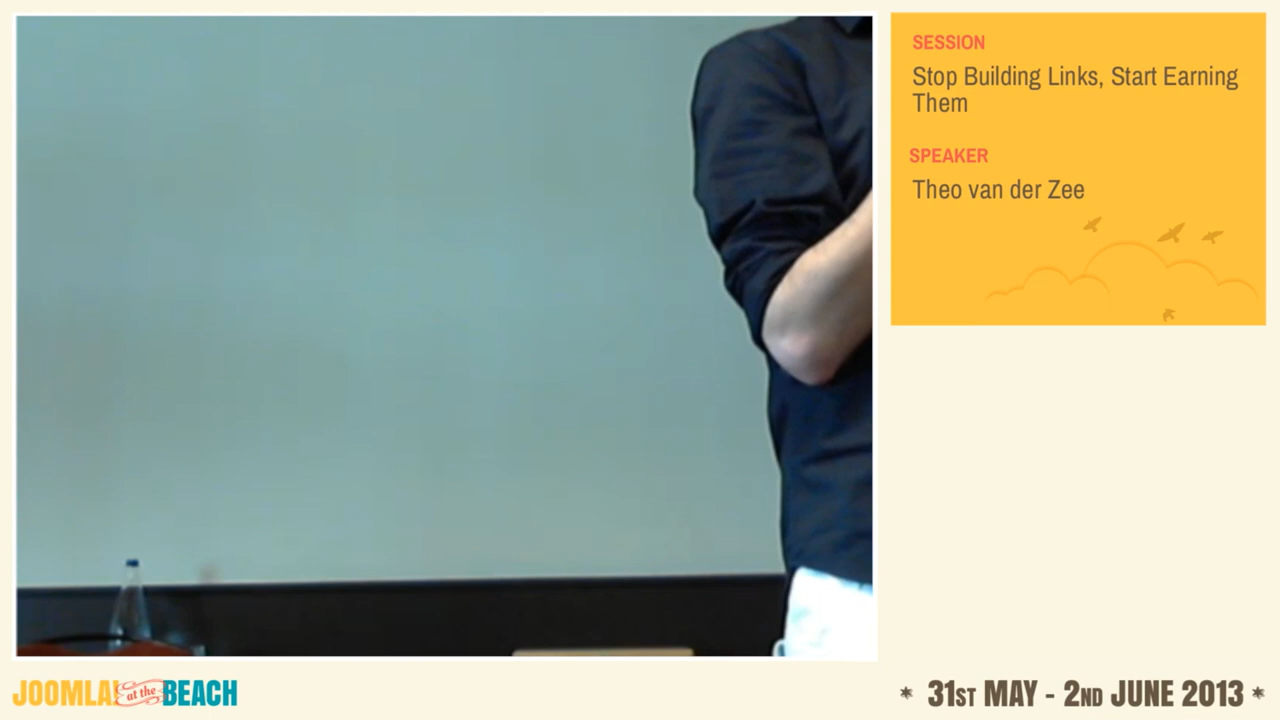 SESSION
Stop Building Links, Start Earning
Them
SPEAKER
Theo van der Zee
JOOMLA! at the BEACH
* 31ST MAY - 2ND JUNE 2013 *